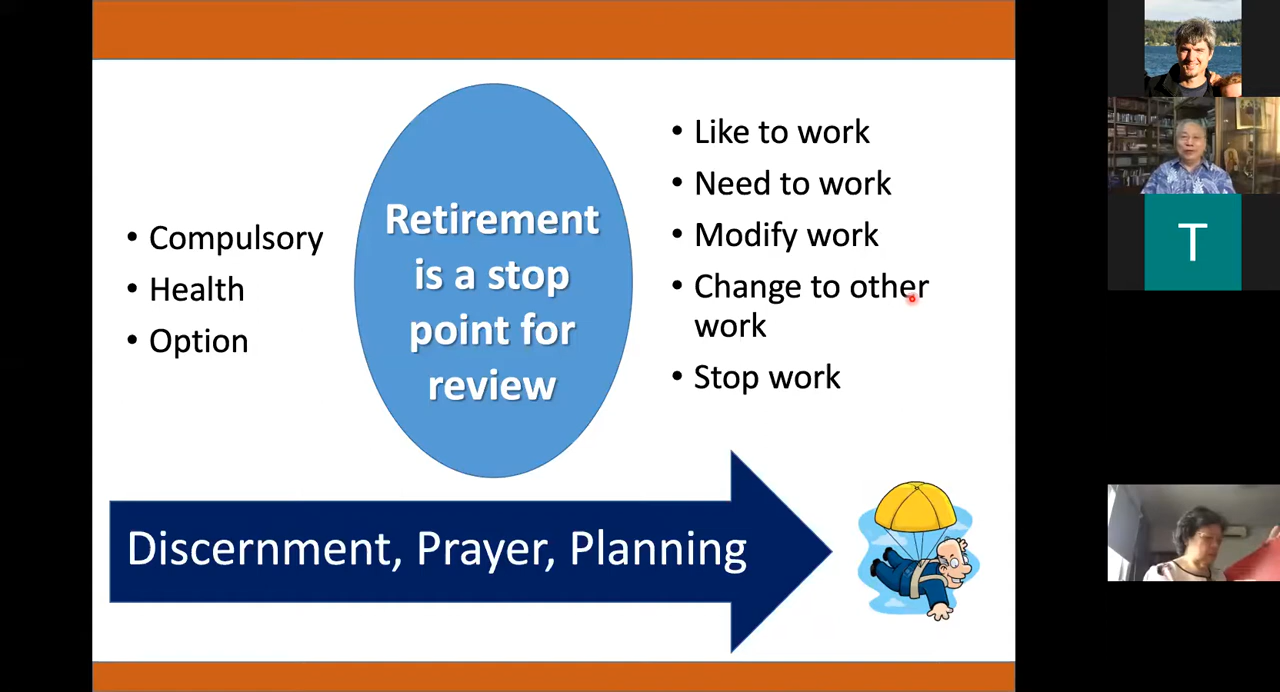 • Compulsory
• Health
• Option
Retirement
is a stop
point for
review
• Like to work
• Need to work
• Modify work
• Change to other
work
• Stop work
Discernment, Prayer, Planning
T